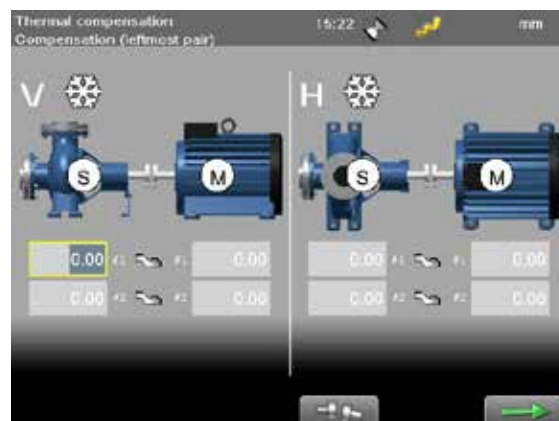 Thermal compensation
Compensation (leftmost pair)
15:22
mm
V
H
S
M
S
M
0.00 #1 #1 0.00
0.00 #2 #2 0.00
0.00 #1 #1 0.00
0.00 #2 #2 0.00